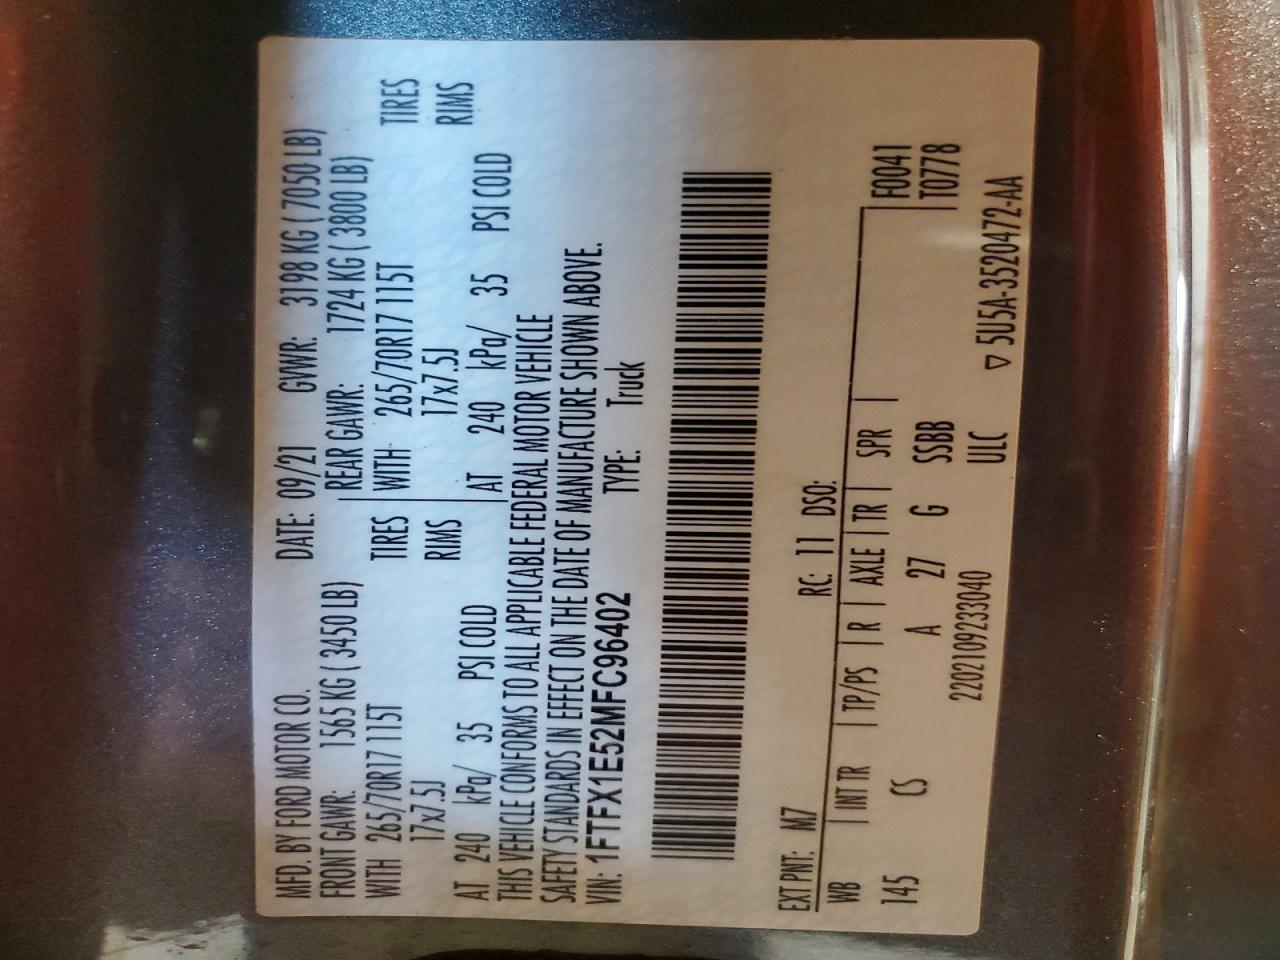 MFD. BY FORD MOTOR CO. DATE: 09/21 GVWR: 3198 KG ( 7050 LB)
FRONT GAWR: 1565 KG ( 3450 LB) REAR GAWR: 1724 KG ( 3800 LB)
WITH 265/70R17 115T TIRES WITH 265/70R17 115T TIRES
17x7.5J RIMS 17x7.5J RIMS
AT 240 kPa/ 35 PSI COLD AT 240 kPa/ 35 PSI COLD
THIS VEHICLE CONFORMS TO ALL APPLICABLE FEDERAL MOTOR VEHICLE
SAFETY STANDARDS IN EFFECT ON THE DATE OF MANUFACTURE SHOWN ABOVE.
VIN: 1FTFX1E52MFC96402 TYPE: Truck
EXT PNT: M7 RC: 11 DSO:
WB | INT TR | TP/PS | R | AXLE | TR | SPR | F0041
145 CS A 27 G SSBB T0778
2202109233040 ULC ▽ 5U5A-3520472-AA